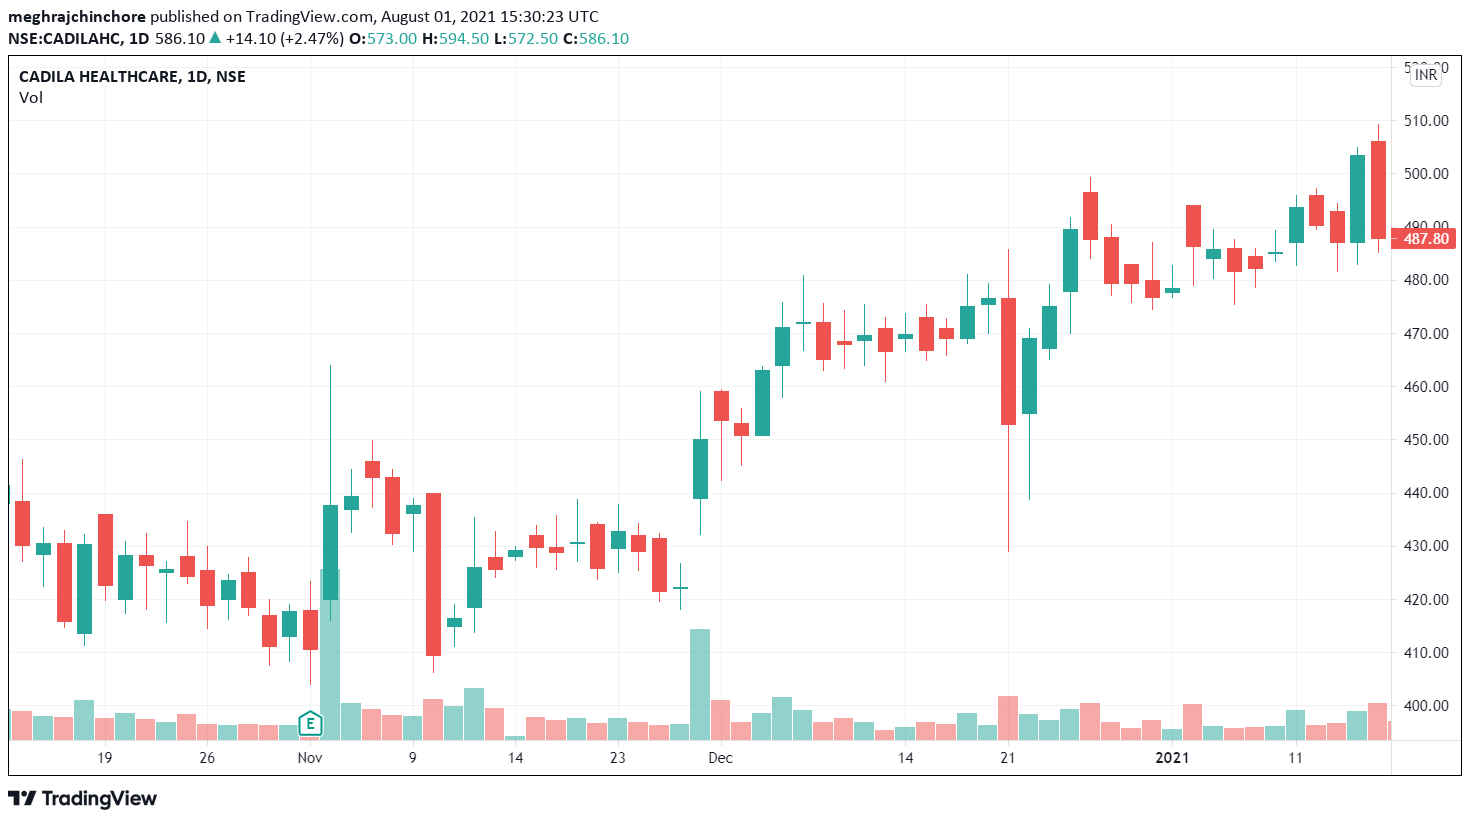 meghrajchinchore published on TradingView.com, August 01, 2021 15:30:23 UTC
NSE:CADILAHC, 1D 586.10 ▲ +14.10 (+2.47%) O:573.00 H:594.50 L:572.50 C:586.10
CADILA HEALTHCARE, 1D, NSE
Vol
INR
510.00
500.00
490.00
487.80
480.00
470.00
460.00
450.00
440.00
430.00
420.00
410.00
400.00
E
19 26 Nov 9 14 23 Dec 14 21 2021 11
TradingView